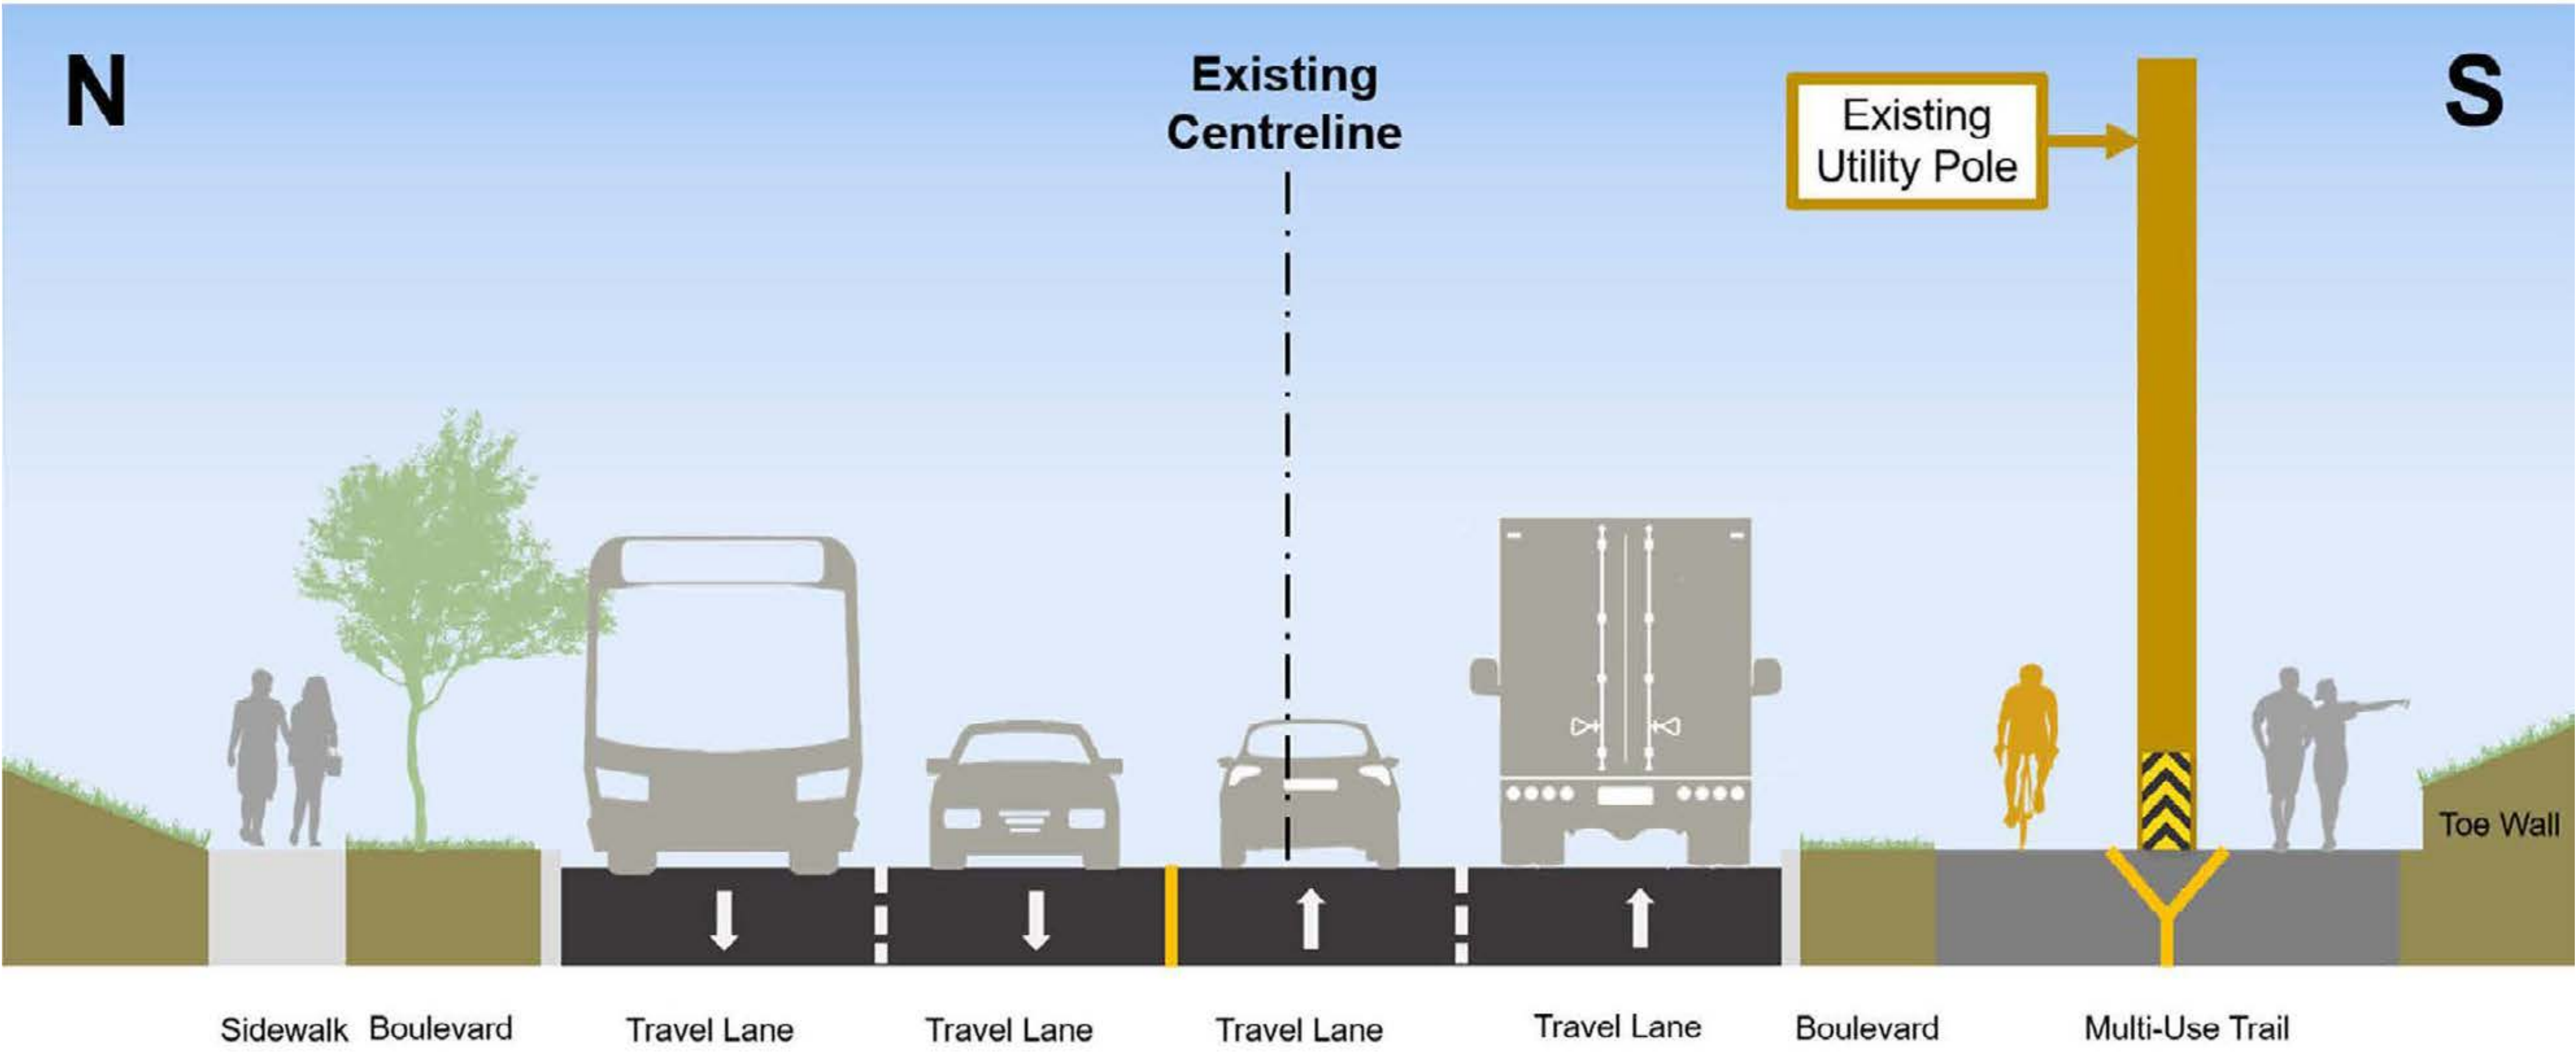 N
Existing
Centreline
Existing
Utility Pole
S
Toe Wall
Sidewalk
Boulevard
Travel Lane
Travel Lane
Travel Lane
Travel Lane
Boulevard
Multi-Use Trail